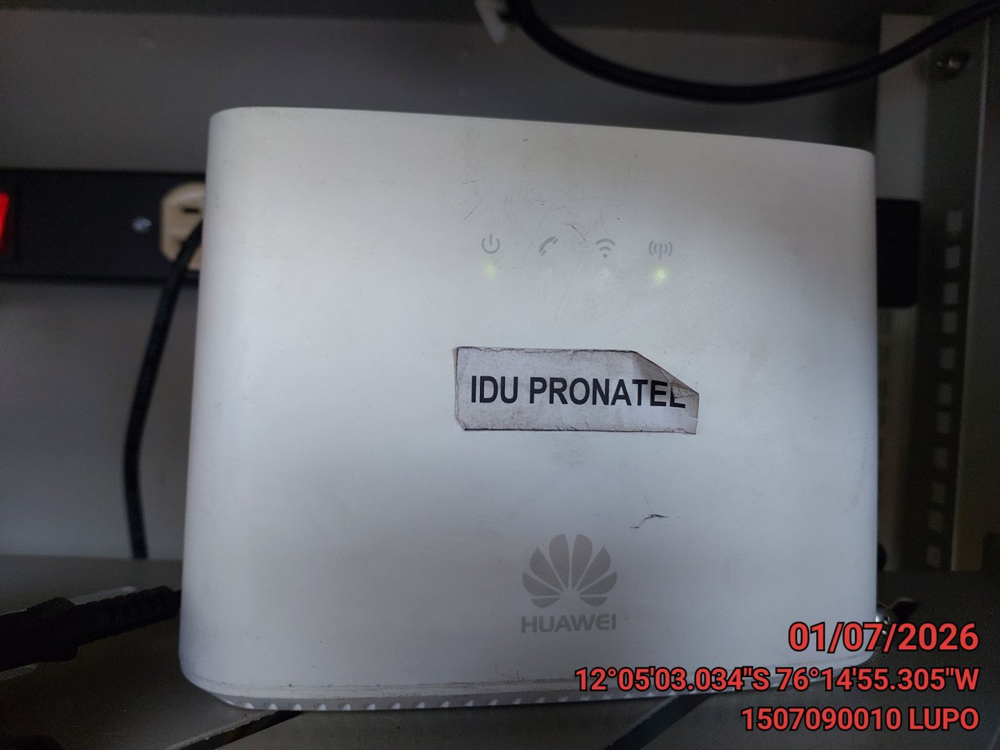 IDU PRONATEL
HUAWEI
01/07/2026
12°05'03.034"S 76°14'55.305"W
1507090010 LUPO